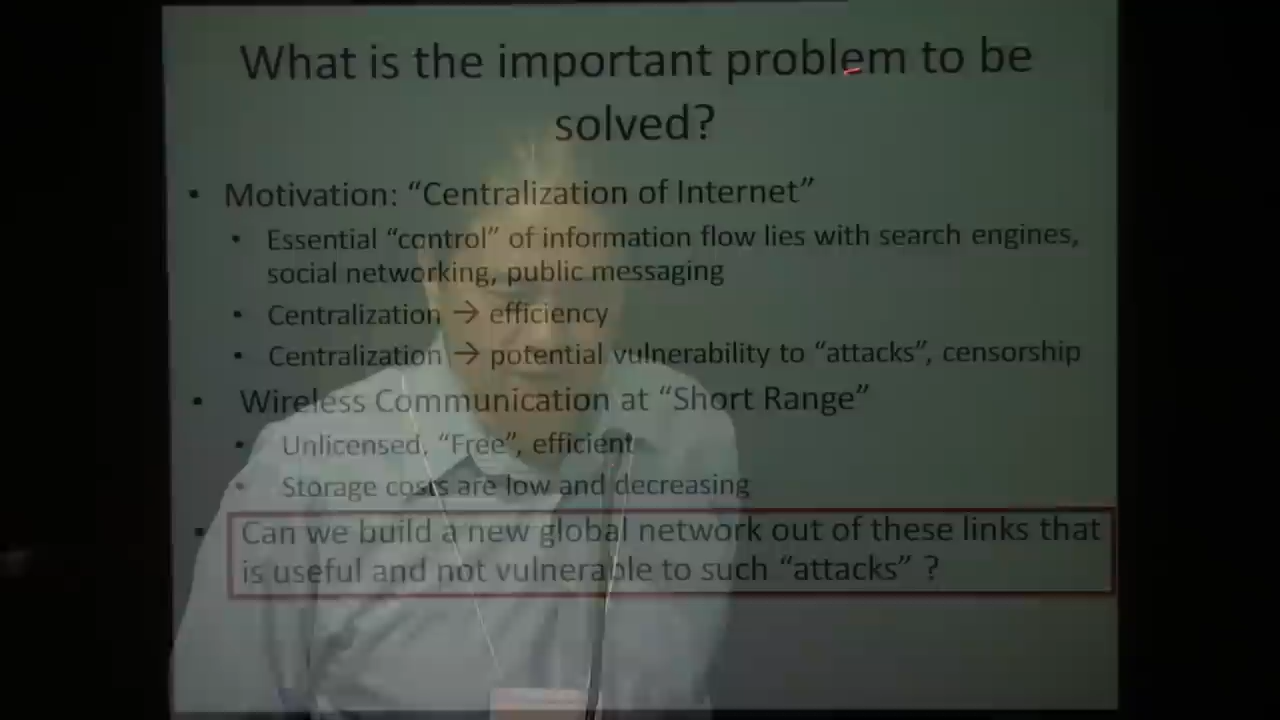 What is the important problem to be
solved?
• Motivation: “Centralization of Internet”
• Essential “control” of information flow lies with search engines,
social networking, public messaging
• Centralization → efficiency
• Centralization → potential vulnerability to “attacks”, censorship
• Wireless Communication at “Short Range”
• Unlicensed, “Free”, efficient
• Storage costs are low and decreasing
• Can we build a new global network out of these links that
is useful and not vulnerable to such “attacks” ?